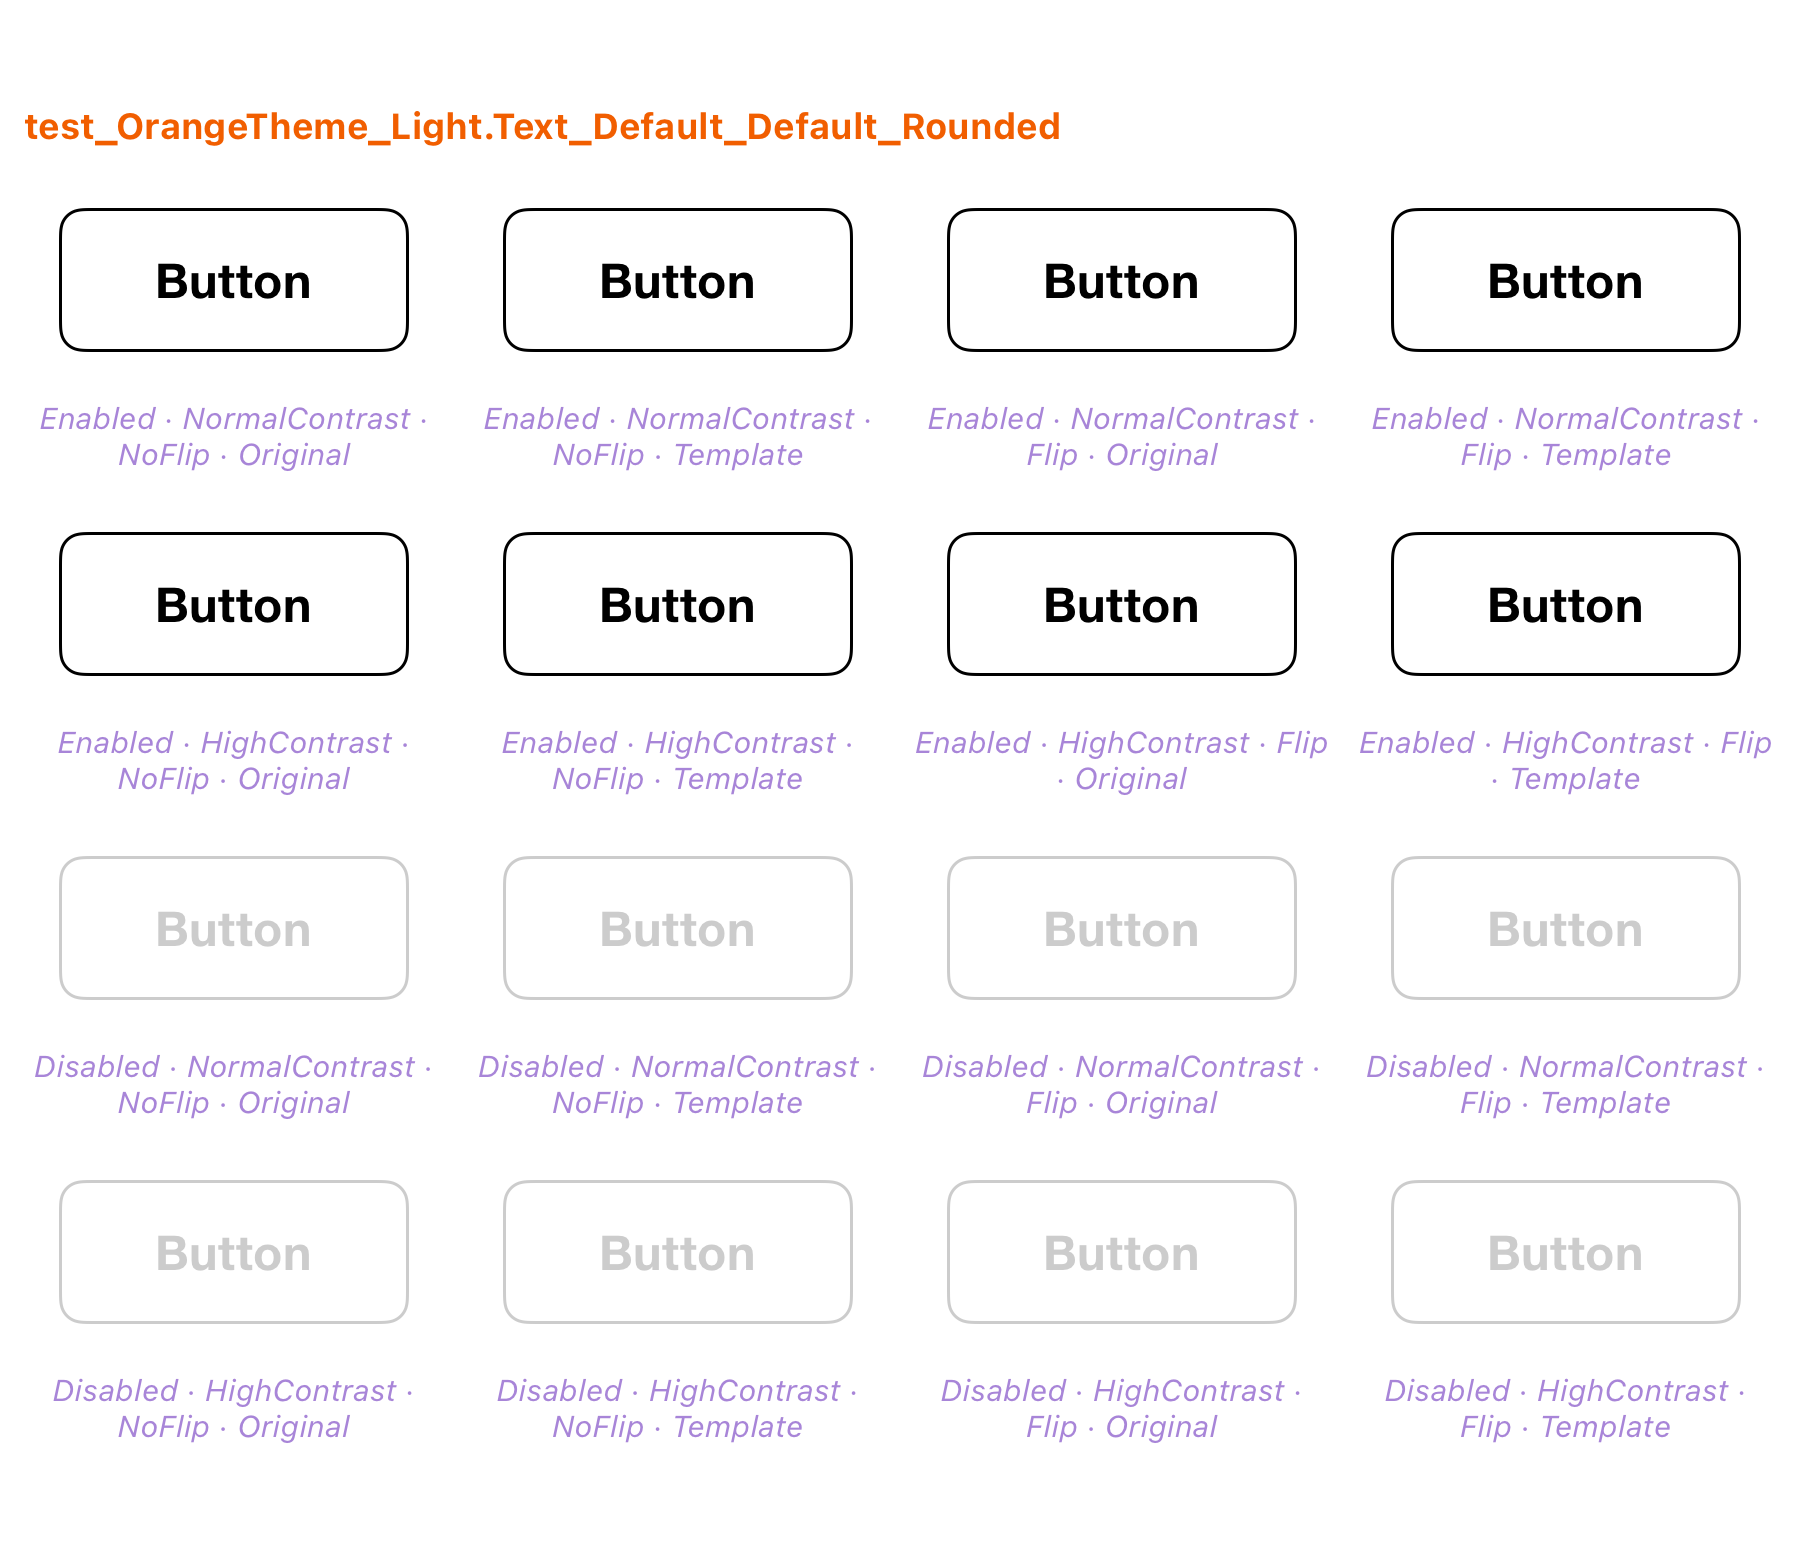 test_OrangeTheme_Light.Text_Default_Default_Rounded
Button Button Button Button
Enabled · NormalContrast · Enabled · NormalContrast · Enabled · NormalContrast · Enabled · NormalContrast ·
NoFlip · Original NoFlip · Template Flip · Original Flip · Template
Button Button Button Button
Enabled · HighContrast · Enabled · HighContrast · Enabled · HighContrast · Flip Enabled · HighContrast · Flip
NoFlip · Original NoFlip · Template · Original · Template
Button Button Button Button
Disabled · NormalContrast · Disabled · NormalContrast · Disabled · NormalContrast · Disabled · NormalContrast ·
NoFlip · Original NoFlip · Template Flip · Original Flip · Template
Button Button Button Button
Disabled · HighContrast · Disabled · HighContrast · Disabled · HighContrast · Disabled · HighContrast ·
NoFlip · Original NoFlip · Template Flip · Original Flip · Template